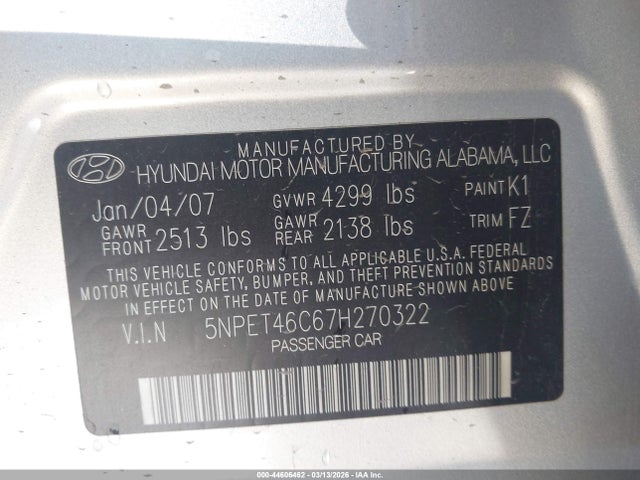 MANUFACTURED BY
HYUNDAI MOTOR MANUFACTURING ALABAMA, LLC
Jan/04/07 GVWR 4299 lbs PAINT K1
GAWR FRONT 2513 lbs GAWR REAR 2138 lbs TRIM FZ
THIS VEHICLE CONFORMS TO ALL APPLICABLE U.S.A. FEDERAL
MOTOR VEHICLE SAFETY, BUMPER, AND THEFT PREVENTION STANDARDS
IN EFFECT ON THE DATE OF MANUFACTURE SHOWN ABOVE.
V.I.N 5NPET46C67H270322
PASSENGER CAR
000-44606462 | 03/13/2026 - IAAI.COM